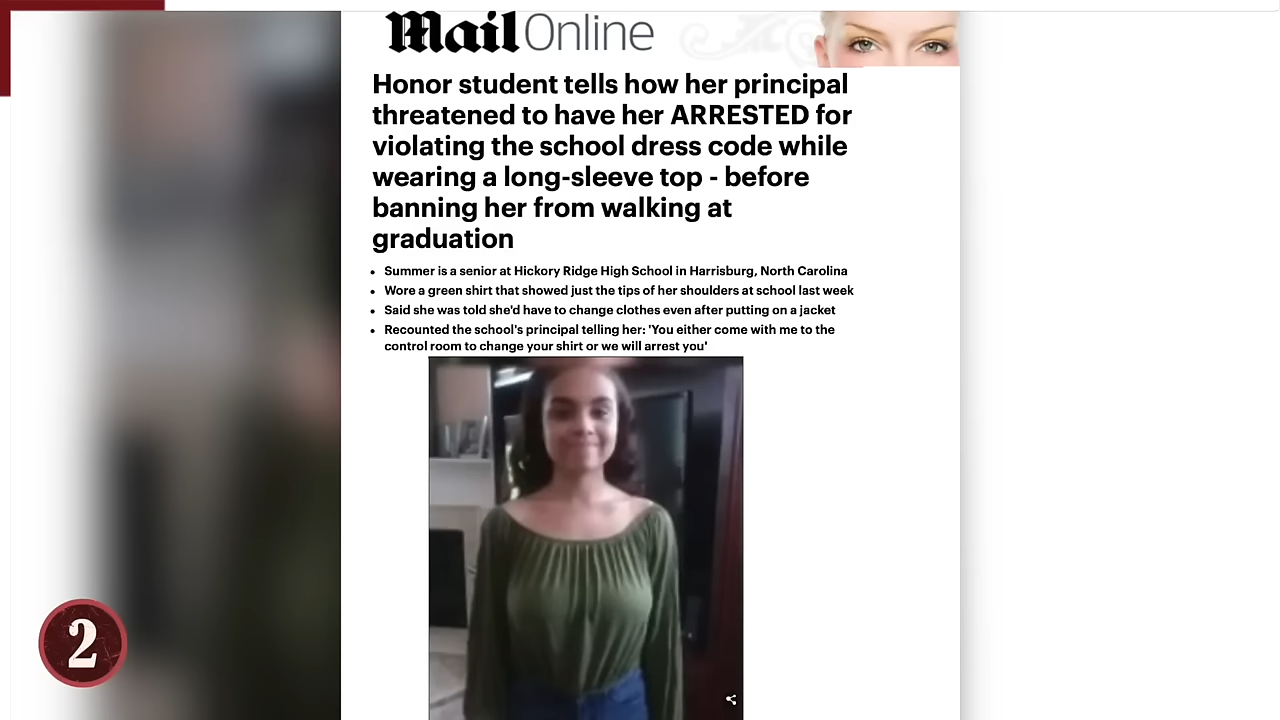 Mail Online
Honor student tells how her principal
threatened to have her ARRESTED for
violating the school dress code while
wearing a long-sleeve top - before
banning her from walking at
graduation
• Summer is a senior at Hickory Ridge High School in Harrisburg, North Carolina
• Wore a green shirt that showed just the tips of her shoulders at school last week
• Said she was told she'd have to change clothes even after putting on a jacket
• Recounted the school's principal telling her: 'You either come with me to the
control room to change your shirt or we will arrest you'
2